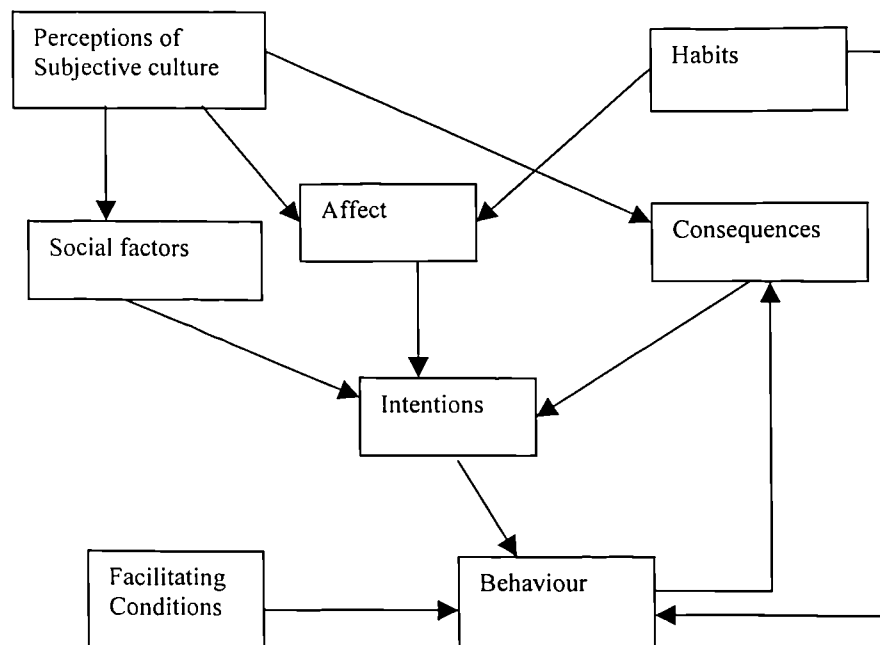 Perceptions of
Subjective culture
Habits
Affect
Social factors
Consequences
Intentions
Facilitating
Conditions
Behaviour